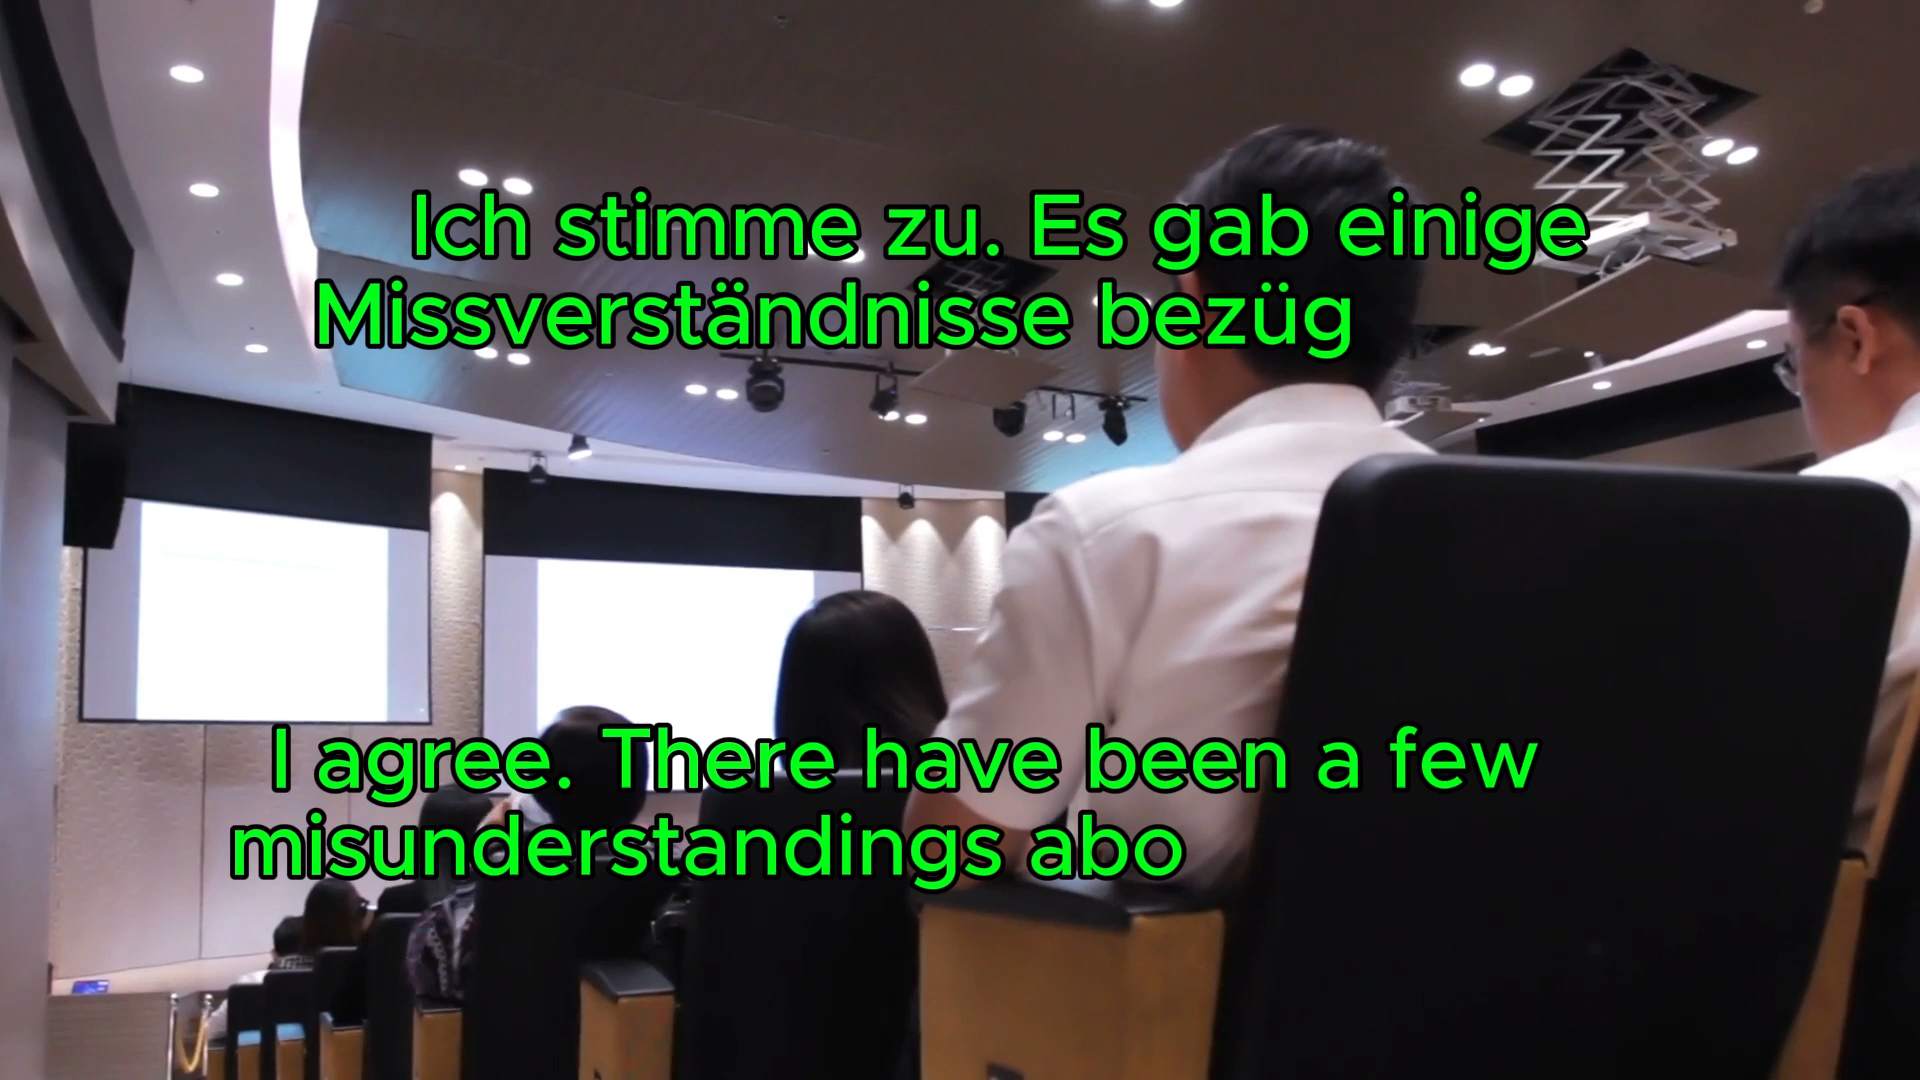 Ich stimme zu. Es gab einige
Missverständnisse bezüg
I agree. There have been a few
misunderstandings abo